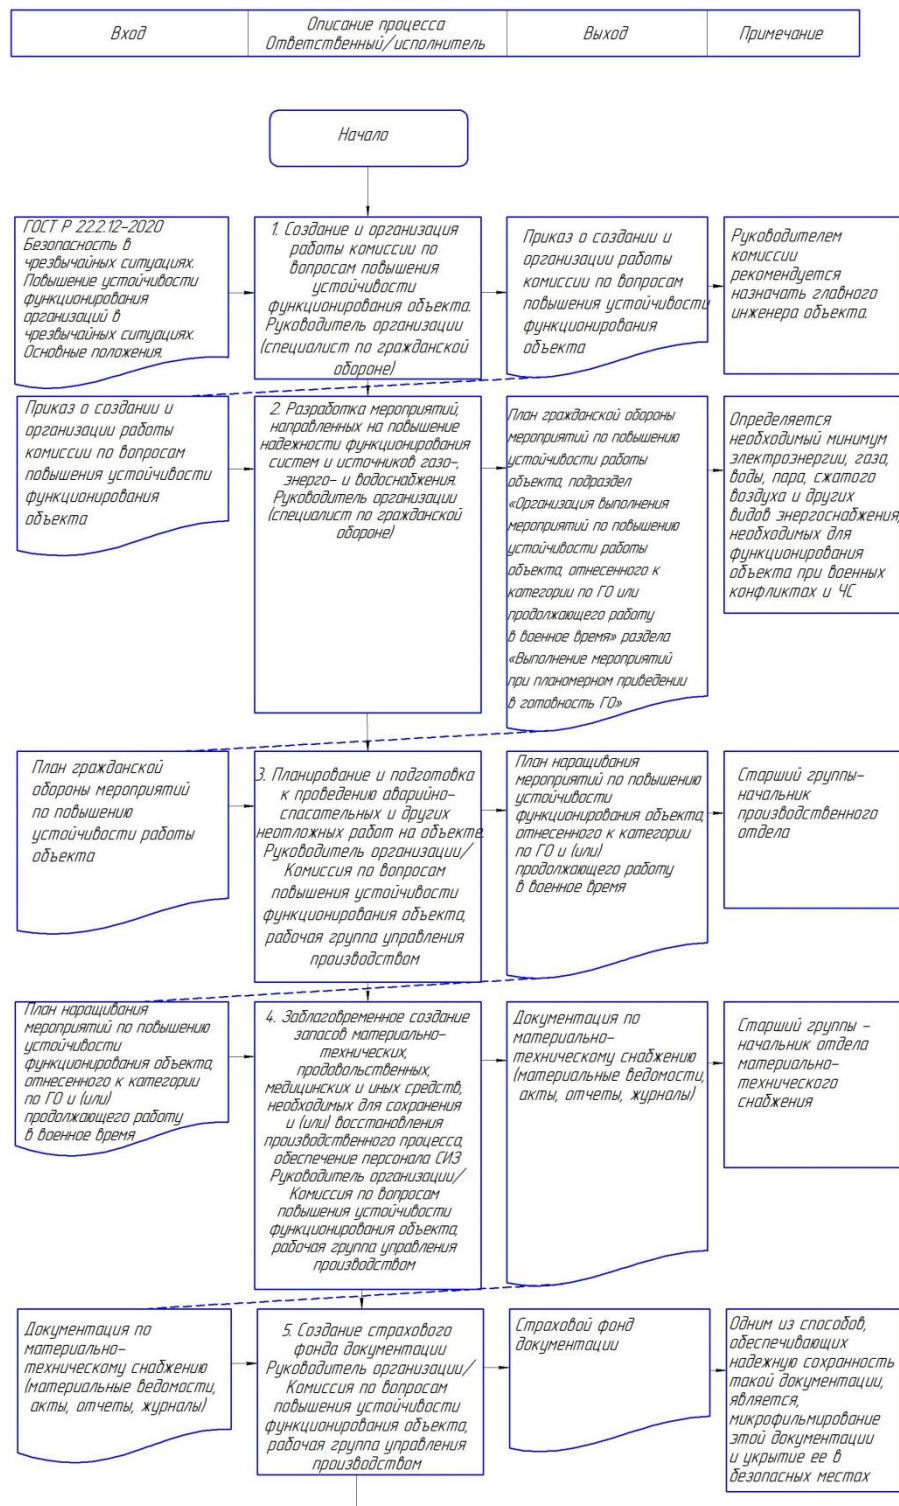 Вход
Описание процесса
Ответственный/исполнитель
Выход
Примечание
Начало
ГОСТ Р 22.2.12-2020
Безопасность в
чрезвычайных ситуациях.
Повышение устойчивости
функционирования
организаций в
чрезвычайных ситуациях.
Основные положения.
1. Создание и организация
работы комиссии по
вопросам повышения
устойчивости
функционирования объекта.
Руководитель организации
(специалист по гражданской
обороне)
Приказ о создании и
организации работы
комиссии по вопросам
повышения устойчивости
функционирования
объекта
Руководителем
комиссии
рекомендуется
назначать главного
инженера объекта.
Приказ о создании и
организации работы
комиссии по вопросам
повышения устойчивости
функционирования
объекта
2. Разработка мероприятий,
направленных на повышение
надежности функционирования
систем и источников газо-,
энерго- и водоснабжения.
Руководитель организации
(специалист по гражданской
обороне)
План гражданской обороны
мероприятий по повышению
устойчивости работы
объекта, подраздел
«Организация выполнения
мероприятий по повышению
устойчивости работы
объекта, отнесенного к
категории по ГО или
продолжающего работу
в военное время» раздела
«Выполнение мероприятий
при планомерном приведении
в готовность ГО»
Определяется
необходимый минимум
электроэнергии, газа,
воды, пара, сжатого
воздуха и других
видов энергоснабжения,
необходимых для
функционирования
объекта при военных
конфликтах и ЧС
План гражданской
обороны мероприятий
по повышению
устойчивости работы
объекта
3. Планирование и подготовка
к проведению аварийно-
спасательных и других
неотложных работ на объекте.
Руководитель организации/
Комиссия по вопросам
повышения устойчивости
функционирования объекта,
рабочая группа управления
производством
План наращивания
мероприятий по повышению
устойчивости
функционирования объекта,
отнесенного к категории
по ГО и (или)
продолжающего работу
в военное время
Старший группы-
начальник
производственного
отдела
План наращивания
мероприятий по повышению
устойчивости
функционирования объекта,
отнесенного к категории
по ГО и (или)
продолжающего работу
в военное время
4. Заблаговременное создание
запасов материально-
технических,
продовольственных,
медицинских и иных средств,
необходимых для сохранения
и (или) восстановления
производственного процесса,
обеспечение персонала СИЗ
Руководитель организации/
Комиссия по вопросам
повышения устойчивости
функционирования объекта,
рабочая группа управления
производством
Документация по
материально-
техническому снабжению
(материальные ведомости,
акты, отчеты, журналы)
Старший группы -
начальник отдела
материально-
технического
снабжения
Документация по
материально-
техническому снабжению
(материальные ведомости,
акты, отчеты, журналы)
5. Создание страхового
фонда документации
Руководитель организации/
Комиссия по вопросам
повышения устойчивости
функционирования объекта,
рабочая группа управления
производством
Страховой фонд
документации
Одним из способов,
обеспечивающих
надежную сохранность
такой документации,
является,
микрофильмирование
этой документации
и укрытие ее в
безопасных местах